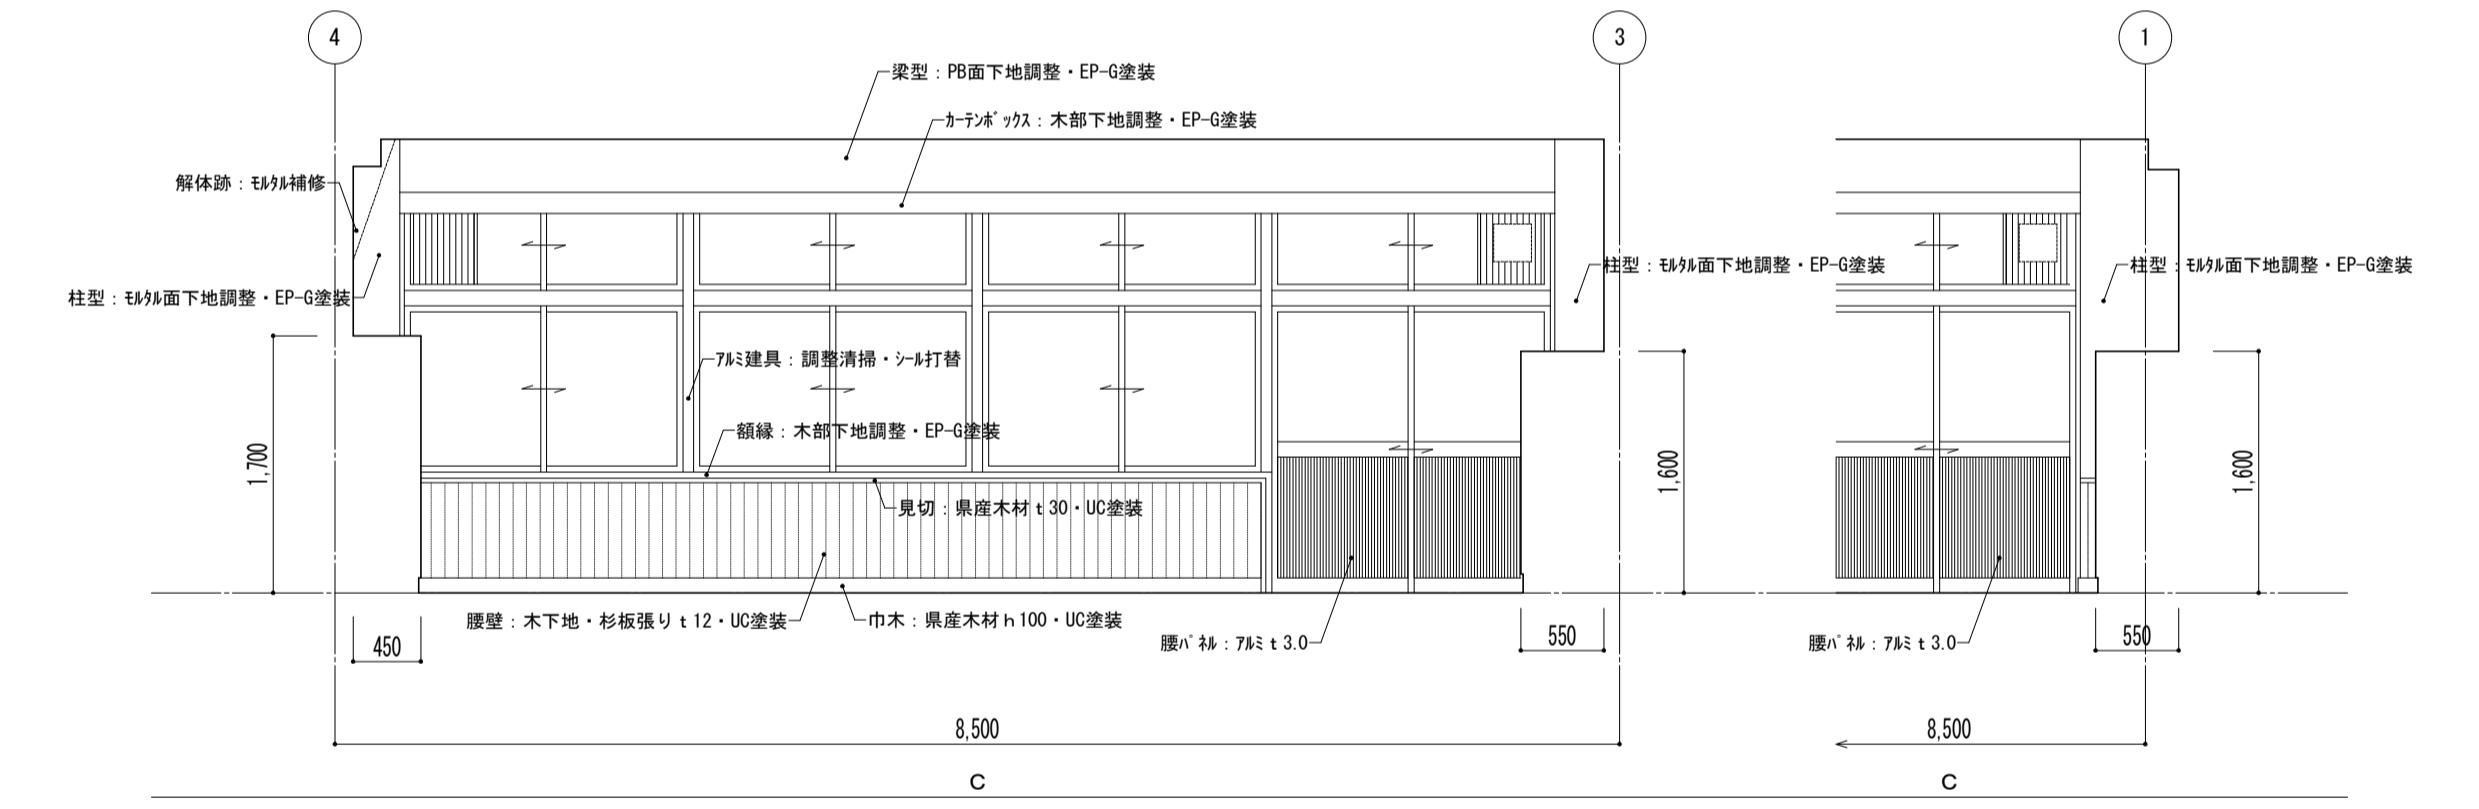 4
3
1
梁型：PB面下地調整・EP-G塗装
ｶｰﾃﾝﾎﾞｯｸｽ：木部下地調整・EP-G塗装
解体跡：ﾓﾙﾀﾙ補修
柱型：ﾓﾙﾀﾙ面下地調整・EP-G塗装
柱型：ﾓﾙﾀﾙ面下地調整・EP-G塗装
柱型：ﾓﾙﾀﾙ面下地調整・EP-G塗装
ｱﾙﾐ建具：調整清掃・ｼｰﾙ打替
額縁：木部下地調整・EP-G塗装
1,700
1,600
1,600
見切：県産木材ｔ30・UC塗装
腰壁：木下地・杉板張りｔ12・UC塗装
巾木：県産木材ｈ100・UC塗装
腰ﾊﾟﾈﾙ：ｱﾙﾐｔ3.0
腰ﾊﾟﾈﾙ：ｱﾙﾐｔ3.0
450
550
550
8,500
8,500
C
C